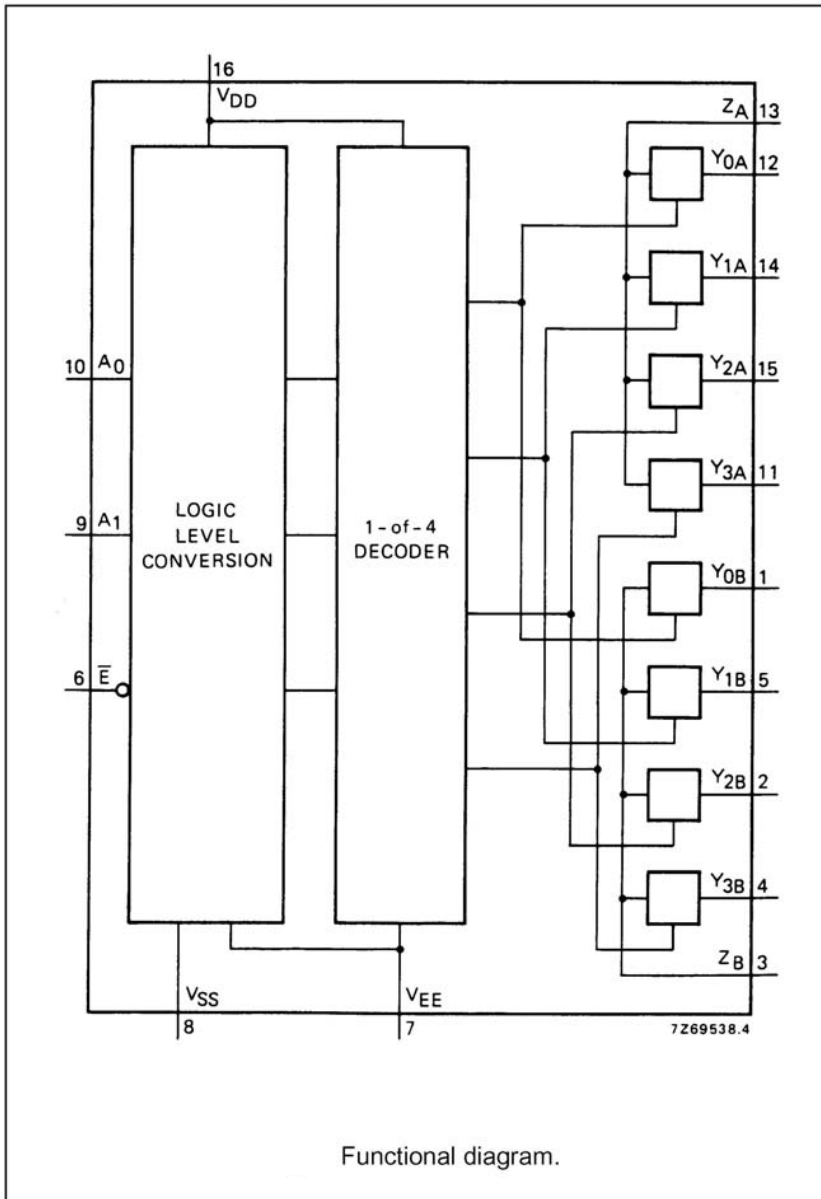 16
VDD
ZA 13
Y0A 12
Y1A 14
Y2A 15
10 A0
Y3A 11
LOGIC
LEVEL
CONVERSION
1-of-4
DECODER
9 A1
Y0B 1
6 E̅
Y1B 5
Y2B 2
Y3B 4
ZB 3
VSS
VEE
8
7
7Z69538.4
Functional diagram.